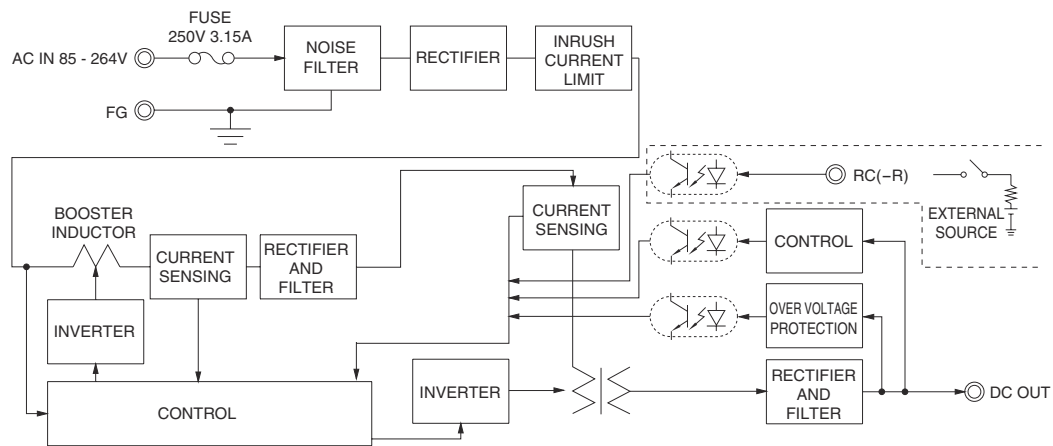 FUSE
250V 3.15A
AC IN 85 - 264V
NOISE
FILTER
RECTIFIER
INRUSH
CURRENT
LIMIT
FG
RC(−R)
EXTERNAL
SOURCE
CURRENT
SENSING
BOOSTER
INDUCTOR
CURRENT
SENSING
RECTIFIER
AND
FILTER
CONTROL
INVERTER
OVER VOLTAGE
PROTECTION
CONTROL
INVERTER
RECTIFIER
AND
FILTER
DC OUT